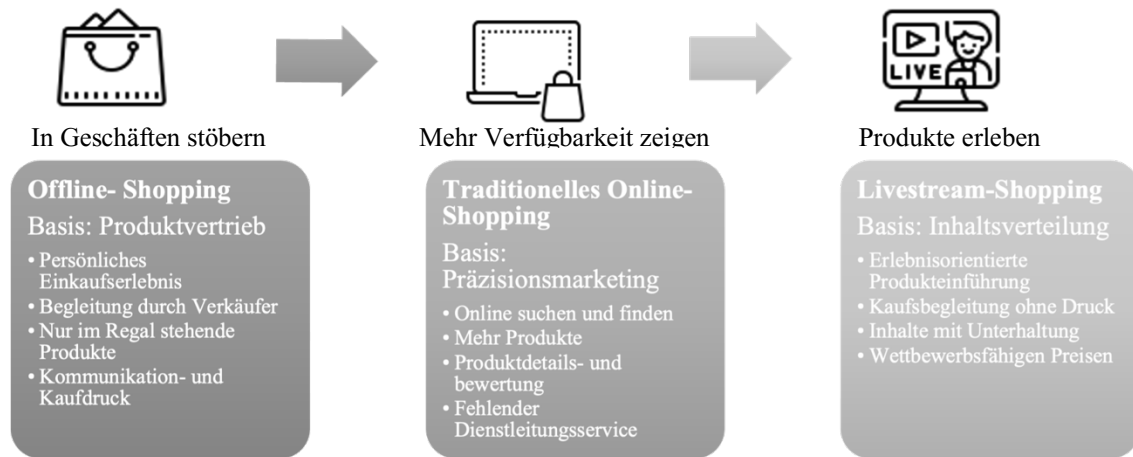 LIVE
In Geschäften stöbern
Mehr Verfügbarkeit zeigen
Produkte erleben
Offline- Shopping
Basis: Produktvertrieb
• Persönliches
Einkaufserlebnis
• Begleitung durch Verkäufer
• Nur im Regal stehende
Produkte
• Kommunikation- und
Kaufdruck
Traditionelles Online-
Shopping
Basis:
Präzisionsmarketing
• Online suchen und finden
• Mehr Produkte
• Produktdetails- und
bewertung
• Fehlender
Dienstleitungsservice
Livestream-Shopping
Basis: Inhaltsverteilung
• Erlebnisorientierte
Produkteinführung
• Kaufsbegleitung ohne Druck
• Inhalte mit Unterhaltung
• Wettbewerbsfähigen Preisen